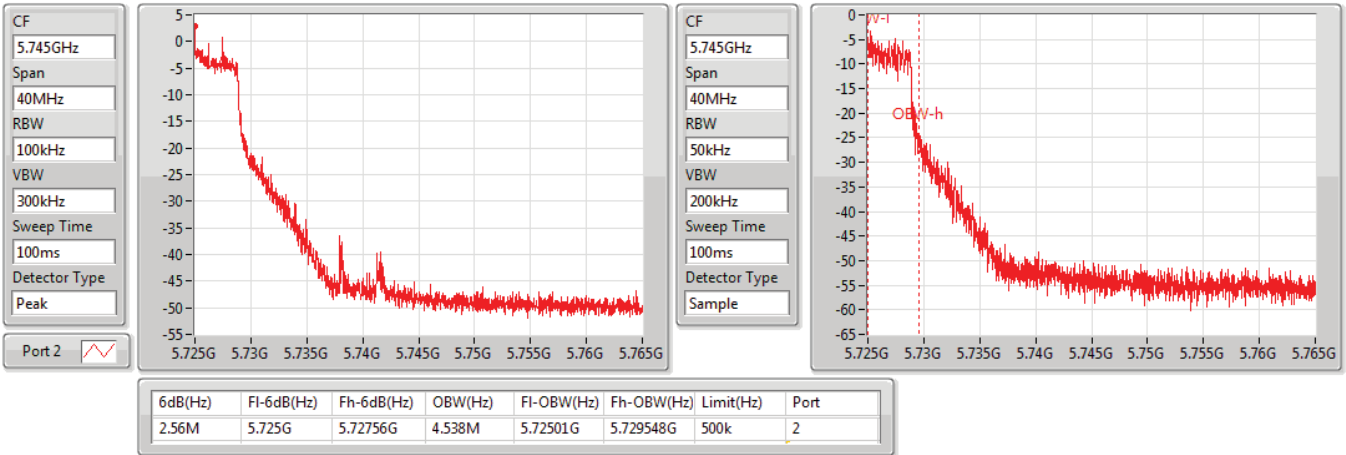 CF
5.745GHz
Span
40MHz
RBW
100kHz
VBW
300kHz
Sweep Time
100ms
Detector Type
Peak
Port 2
5-
0-
-5-
-10-
-15-
-20-
-25-
-30-
-35-
-40-
-45-
-50-
-55-
5.725G 5.73G 5.735G 5.74G 5.745G 5.75G 5.755G 5.76G 5.765G
CF
5.745GHz
Span
40MHz
RBW
50kHz
VBW
200kHz
Sweep Time
100ms
Detector Type
Sample
0-
-5-
-10-
-15-
-20-
-25-
-30-
-35-
-40-
-45-
-50-
-55-
-60-
-65-
OBW-h
5.725G 5.73G 5.735G 5.74G 5.745G 5.75G 5.755G 5.76G 5.765G
6dB(Hz) Fl-6dB(Hz) Fh-6dB(Hz) OBW(Hz) Fl-OBW(Hz) Fh-OBW(Hz) Limit(Hz) Port
2.56M 5.725G 5.72756G 4.538M 5.72501G 5.729548G 500k 2